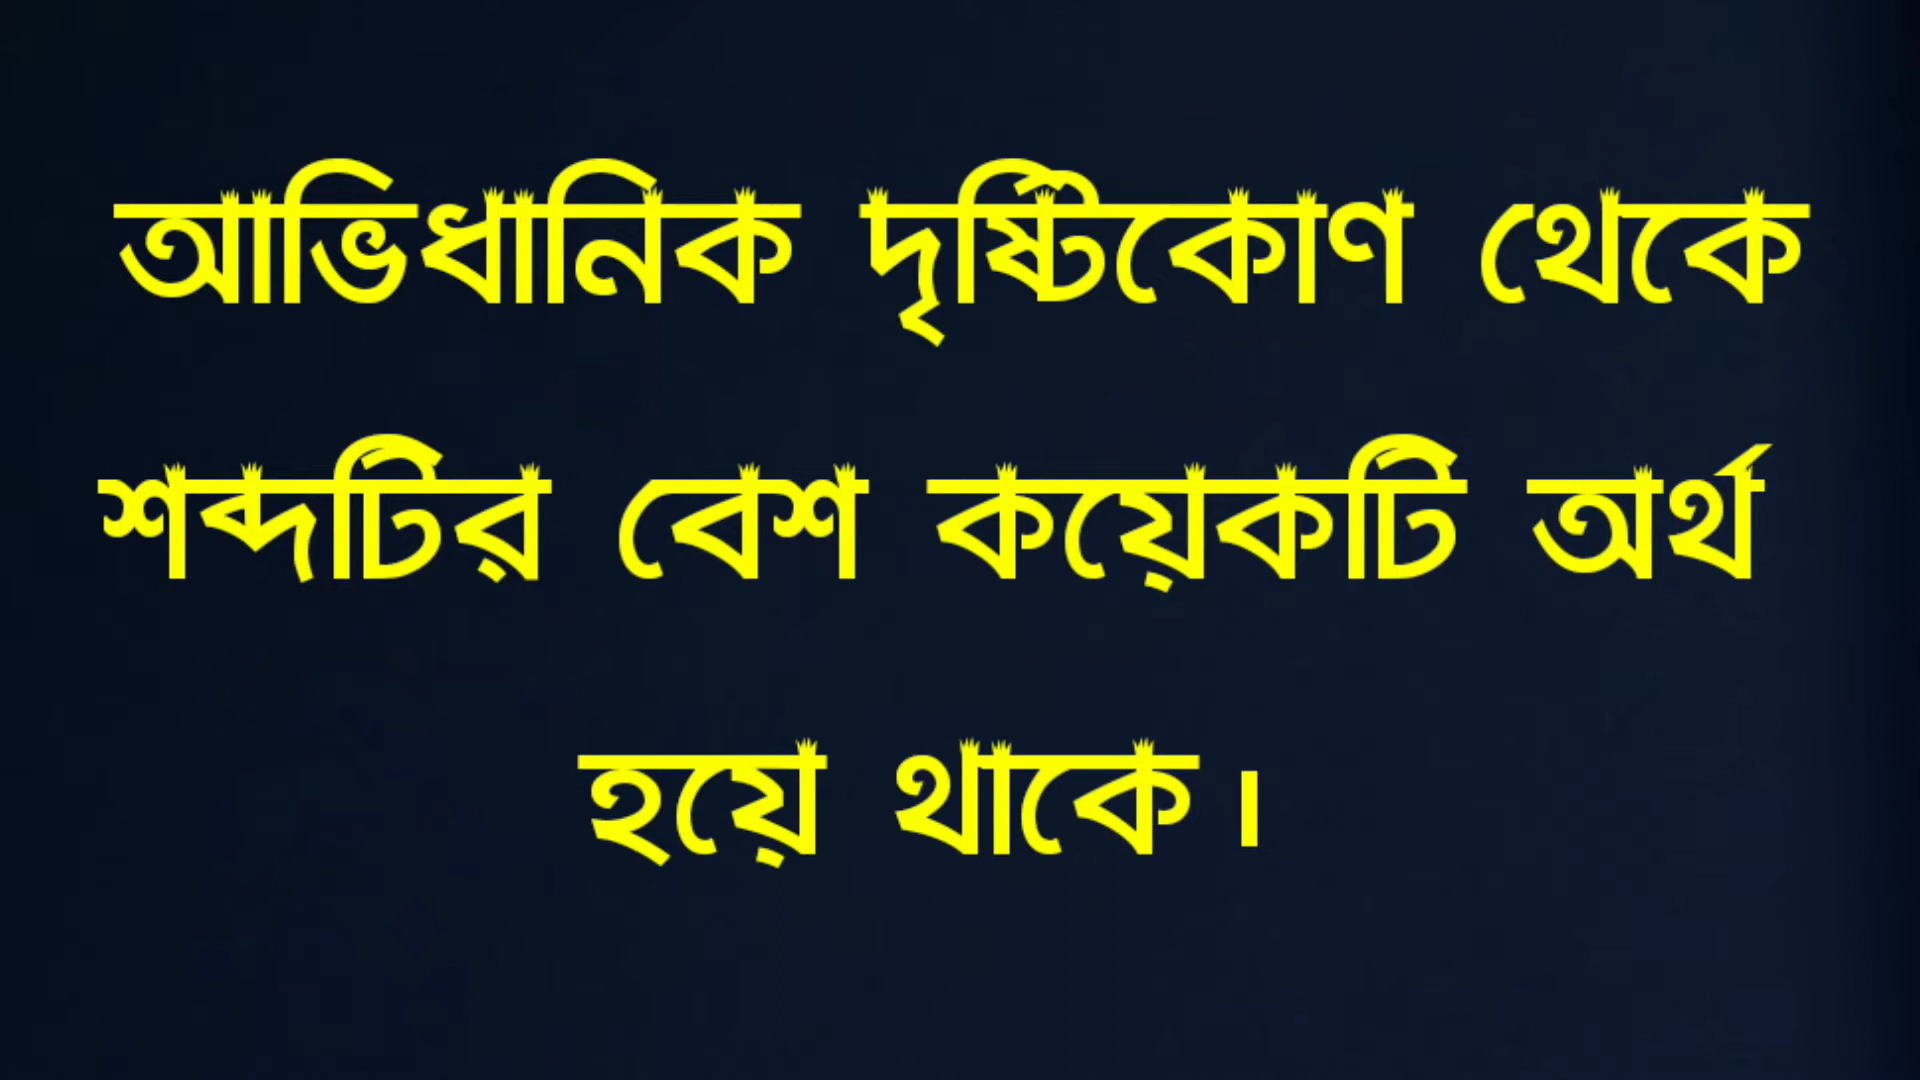 আভিধানিক দৃষ্টিকোণ থেকে
শব্দটির বেশ কয়েকটি অর্থ
হয়ে থাকে।